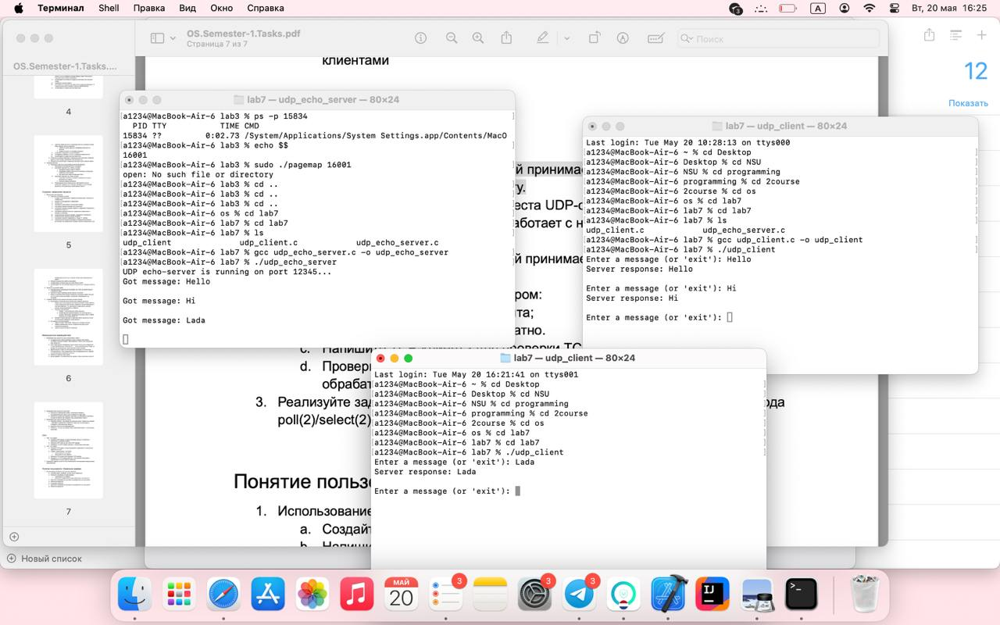 Терминал Shell Правка Вид Окно Справка
3 A Вт, 20 мая 16:25
OS.Semester-1.Tasks.pdf
Страница 7 из 7
Поиск
OS.Semester-1.Tasks....
4
5
6
7
Новый список
12
Показать
клиентами
й принимае
у.
еста UDP-с
аботает с н
й принимае
ром:
та;
ратно.
d. Провери
обрабат
3. Реализуйте зад
ода
poll(2)/select(2)
Понятие пользо
1. Использование
a. Создайт
lab7 — udp_echo_server — 80×24
[a1234@MacBook-Air-6 lab3 % ps -p 15834 ]
PID TTY TIME CMD
15834 ?? 0:02.73 /System/Applications/System Settings.app/Contents/MacO
[a1234@MacBook-Air-6 lab3 % echo $$ ]
16001
[a1234@MacBook-Air-6 lab3 % sudo ./pagemap 16001 ]
open: No such file or directory
[a1234@MacBook-Air-6 lab3 % cd .. ]
[a1234@MacBook-Air-6 lab3 % cd .. ]
[a1234@MacBook-Air-6 lab3 % cd .. ]
[a1234@MacBook-Air-6 os % cd lab7 ]
[a1234@MacBook-Air-6 lab7 % cd lab7 ]
[a1234@MacBook-Air-6 lab7 % ls ]
udp_client udp_client.c udp_echo_server.c
[a1234@MacBook-Air-6 lab7 % gcc udp_echo_server.c -o udp_echo_server ]
[a1234@MacBook-Air-6 lab7 % ./udp_echo_server ]
UDP echo-server is running on port 12345...
Got message: Hello
Got message: Hi
Got message: Lada
lab7 — udp_client — 80×24
Last login: Tue May 20 10:28:13 on ttys000
[a1234@MacBook-Air-6 ~ % cd Desktop ]
[a1234@MacBook-Air-6 Desktop % cd NSU ]
[a1234@MacBook-Air-6 NSU % cd programming ]
[a1234@MacBook-Air-6 programming % cd 2course ]
[a1234@MacBook-Air-6 2course % cd os ]
[a1234@MacBook-Air-6 os % cd lab7 ]
[a1234@MacBook-Air-6 lab7 % cd lab7 ]
[a1234@MacBook-Air-6 lab7 % ls ]
udp_client.c udp_echo_server.c
[a1234@MacBook-Air-6 lab7 % gcc udp_client.c -o udp_client ]
[a1234@MacBook-Air-6 lab7 % ./udp_client ]
Enter a message (or 'exit'): Hello
Server response: Hello
Enter a message (or 'exit'): Hi
Server response: Hi
Enter a message (or 'exit'):
lab7 — udp_client — 80×24
Last login: Tue May 20 16:21:41 on ttys001
[a1234@MacBook-Air-6 ~ % cd Desktop ]
[a1234@MacBook-Air-6 Desktop % cd NSU ]
[a1234@MacBook-Air-6 NSU % cd programming ]
[a1234@MacBook-Air-6 programming % cd 2course ]
[a1234@MacBook-Air-6 2course % cd os ]
[a1234@MacBook-Air-6 os % cd lab7 ]
[a1234@MacBook-Air-6 lab7 % cd lab7 ]
[a1234@MacBook-Air-6 lab7 % ./udp_client ]
Enter a message (or 'exit'): Lada
Server response: Lada
Enter a message (or 'exit'):
МАЙ
20
3
3
3